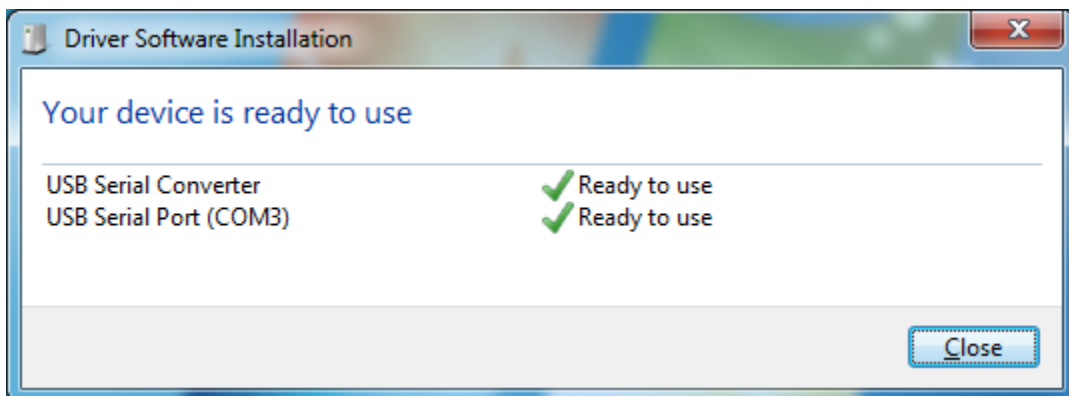 Driver Software Installation
Your device is ready to use
USB Serial Converter Ready to use
USB Serial Port (COM3) Ready to use
Close